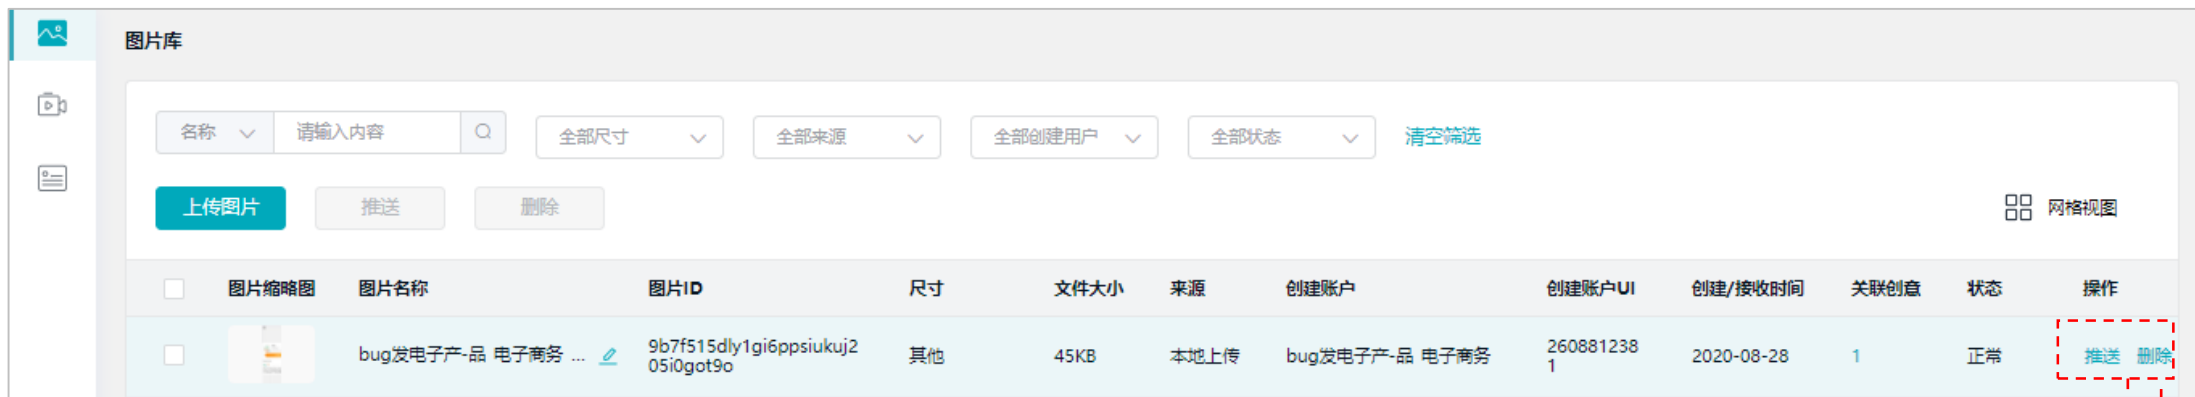 图片库
名称 请输入内容 全部尺寸 全部来源 全部创建用户 全部状态 清空筛选
上传图片 推送 删除 网格视图
图片缩略图 图片名称 图片ID 尺寸 文件大小 来源 创建账户 创建账户UI 创建/接收时间 关联创意 状态 操作
bug发电子产-品 电子商务 ... 9b7f515dly1gi6ppsiukuj2 其他 45KB 本地上传 bug发电子产-品 电子商务 260881238 2020-08-28 1 正常 推送 删除
05i0got9o 1